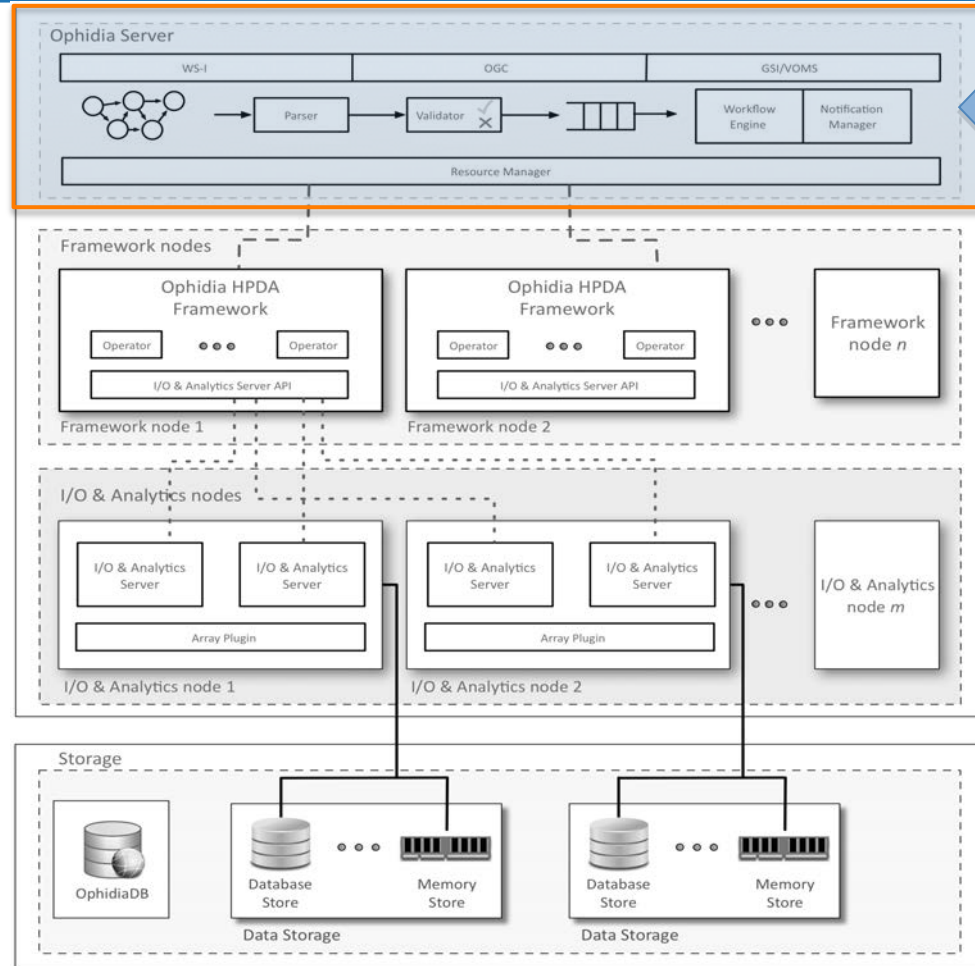 Ophidia Server
WS-I
OGC
GSI/VOMS
Parser
Validator
Workflow
Engine
Notification
Manager
Resource Manager
Framework nodes
Ophidia HPDA
Framework
Operator
Operator
I/O & Analytics Server API
Framework node 1
Ophidia HPDA
Framework
Operator
Operator
I/O & Analytics Server API
Framework node 2
Framework
node n
I/O & Analytics nodes
I/O & Analytics
Server
I/O & Analytics
Server
Array Plugin
I/O & Analytics node 1
I/O & Analytics
Server
I/O & Analytics
Server
Array Plugin
I/O & Analytics node 2
I/O & Analytics
node m
Storage
OphidiaDB
Database
Store
Memory
Store
Data Storage
Database
Store
Memory
Store
Data Storage